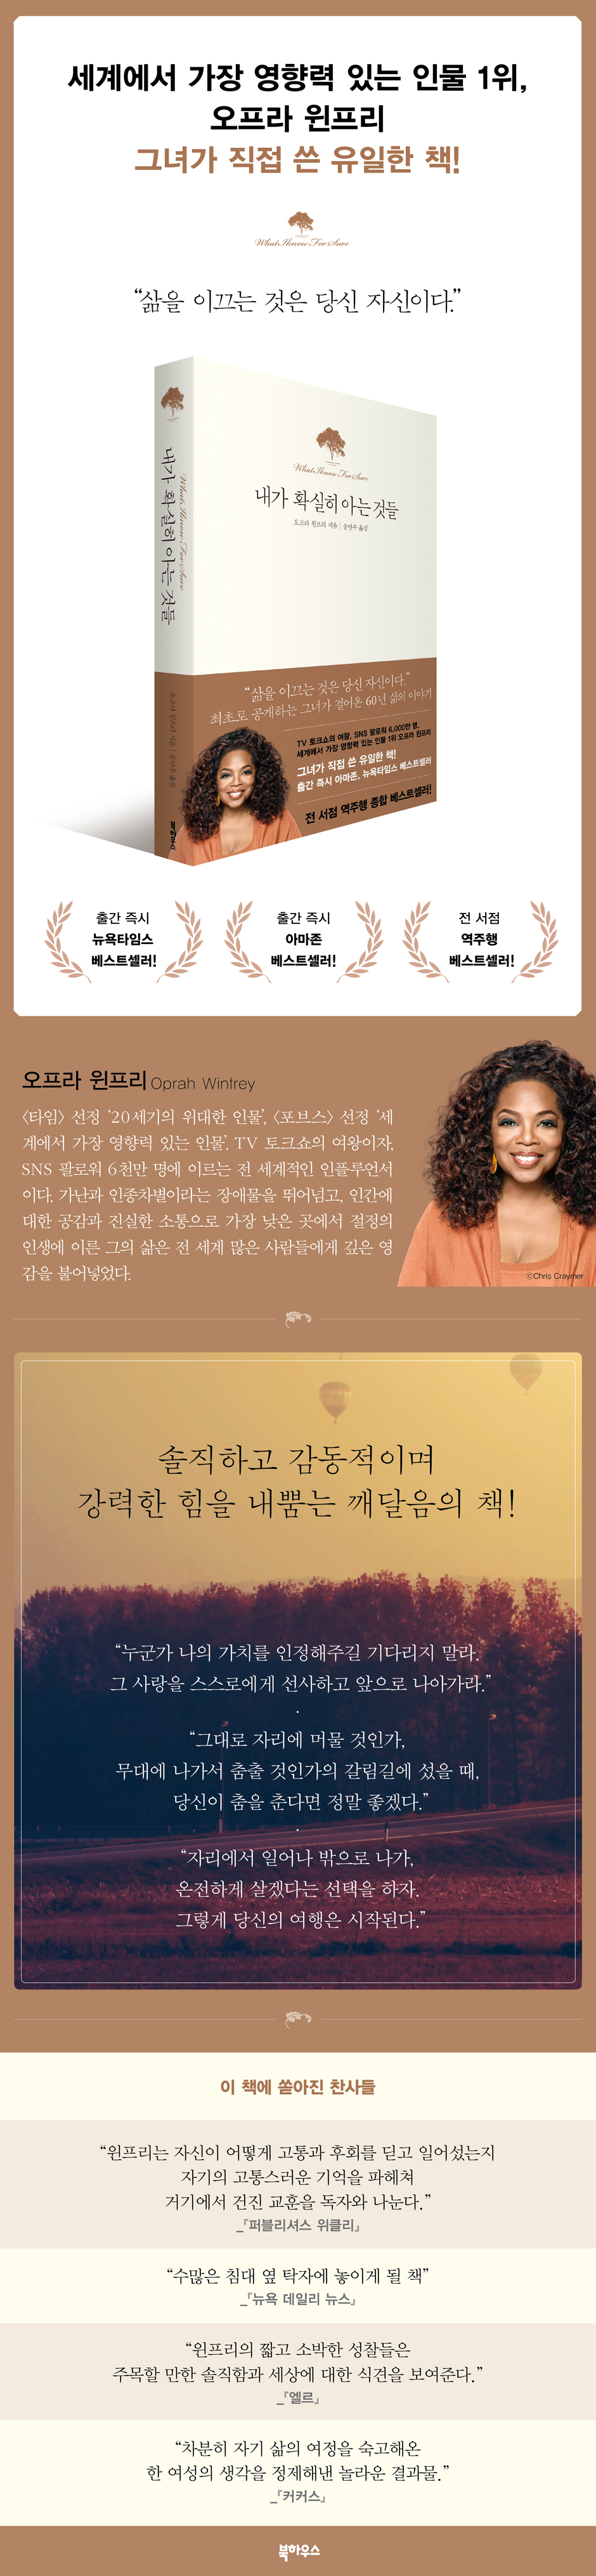 세계에서 가장 영향력 있는 인물 1위,
오프라 윈프리
그녀가 직접 쓴 유일한 책!
What I Know For Sure
“삶을 이끄는 것은 당신 자신이다.”
What I Know For Sure
내가 확실히 아는 것들
오프라 윈프리 지음 | 송연수 옮김
What I Know For Sure
내가 확실히 아는 것들
오프라 윈프리 지음 | 송연수 옮김
북하우스
“삶을 이끄는 것은 당신 자신이다.”
최초로 공개하는 그녀가 걸어온 60년 삶의 이야기
TV 토크쇼의 여왕, SNS 팔로워 6,000만 명,
세계에서 가장 영향력 있는 인물 1위 오프라 윈프리
그녀가 직접 쓴 유일한 책!
출간 즉시 아마존, 뉴욕타임스 베스트셀러
전 서점 역주행 종합 베스트셀러!
출간 즉시
뉴욕타임스
베스트셀러!
출간 즉시
아마존
베스트셀러!
전 서점
역주행
베스트셀러!
오프라 윈프리 Oprah Winfrey
〈타임〉 선정 ‘20세기의 위대한 인물’, 〈포브스〉 선정 ‘세
계에서 가장 영향력 있는 인물’. TV 토크쇼의 여왕이자,
SNS 팔로워 6천만 명에 이르는 전 세계적인 인플루언서
이다. 가난과 인종차별이라는 장애물을 뛰어넘고, 인간에
대한 공감과 진실한 소통으로 가장 낮은 곳에서 절정의
인생에 이른 그의 삶은 전 세계 많은 사람들에게 깊은 영
감을 불어넣었다.
©Chris Craymer
솔직하고 감동적이며
강력한 힘을 내뿜는 깨달음의 책!
“누군가 나의 가치를 인정해주길 기다리지 말라.
그 사랑을 스스로에게 선사하고 앞으로 나아가라.”
·
“그대로 자리에 머물 것인가,
무대에 나가서 춤출 것인가의 갈림길에 섰을 때,
당신이 춤을 춘다면 정말 좋겠다.”
·
“자리에서 일어나 밖으로 나가,
온전하게 살겠다는 선택을 하자.
그렇게 당신의 여행은 시작된다.”
이 책에 쏟아진 찬사들
“윈프리는 자신이 어떻게 고통과 후회를 딛고 일어섰는지
자기의 고통스러운 기억을 파헤쳐
거기에서 건진 교훈을 독자와 나눈다.”
_『퍼블리셔스 위클리』
“수많은 침대 옆 탁자에 놓이게 될 책”
_『뉴욕 데일리 뉴스』
“윈프리의 짧고 소박한 성찰들은
주목할 만한 솔직함과 세상에 대한 식견을 보여준다.”
_『엘르』
“차분히 자기 삶의 여정을 숙고해온
한 여성의 생각을 정제해낸 놀라운 결과물.”
_『커커스』
북하우스